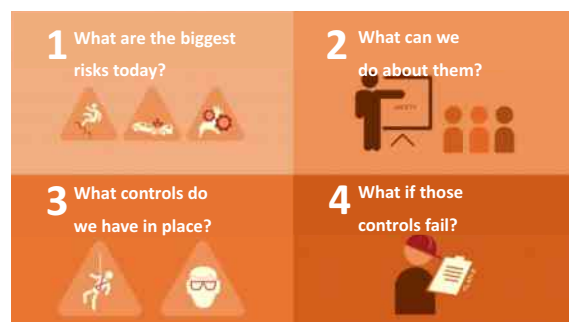 1 What are the biggest
risks today?
2 What can we
do about them?
SAFETY
3 What controls do
we have in place?
4 What if those
controls fail?